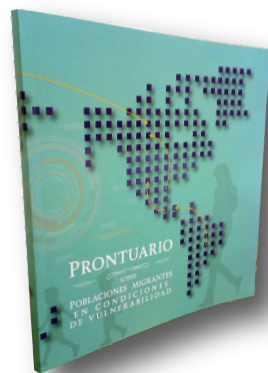 PRONTUARIO
SOBRE
POBLACIONES MIGRANTES
EN CONDICIONES
DE VULNERABILIDAD